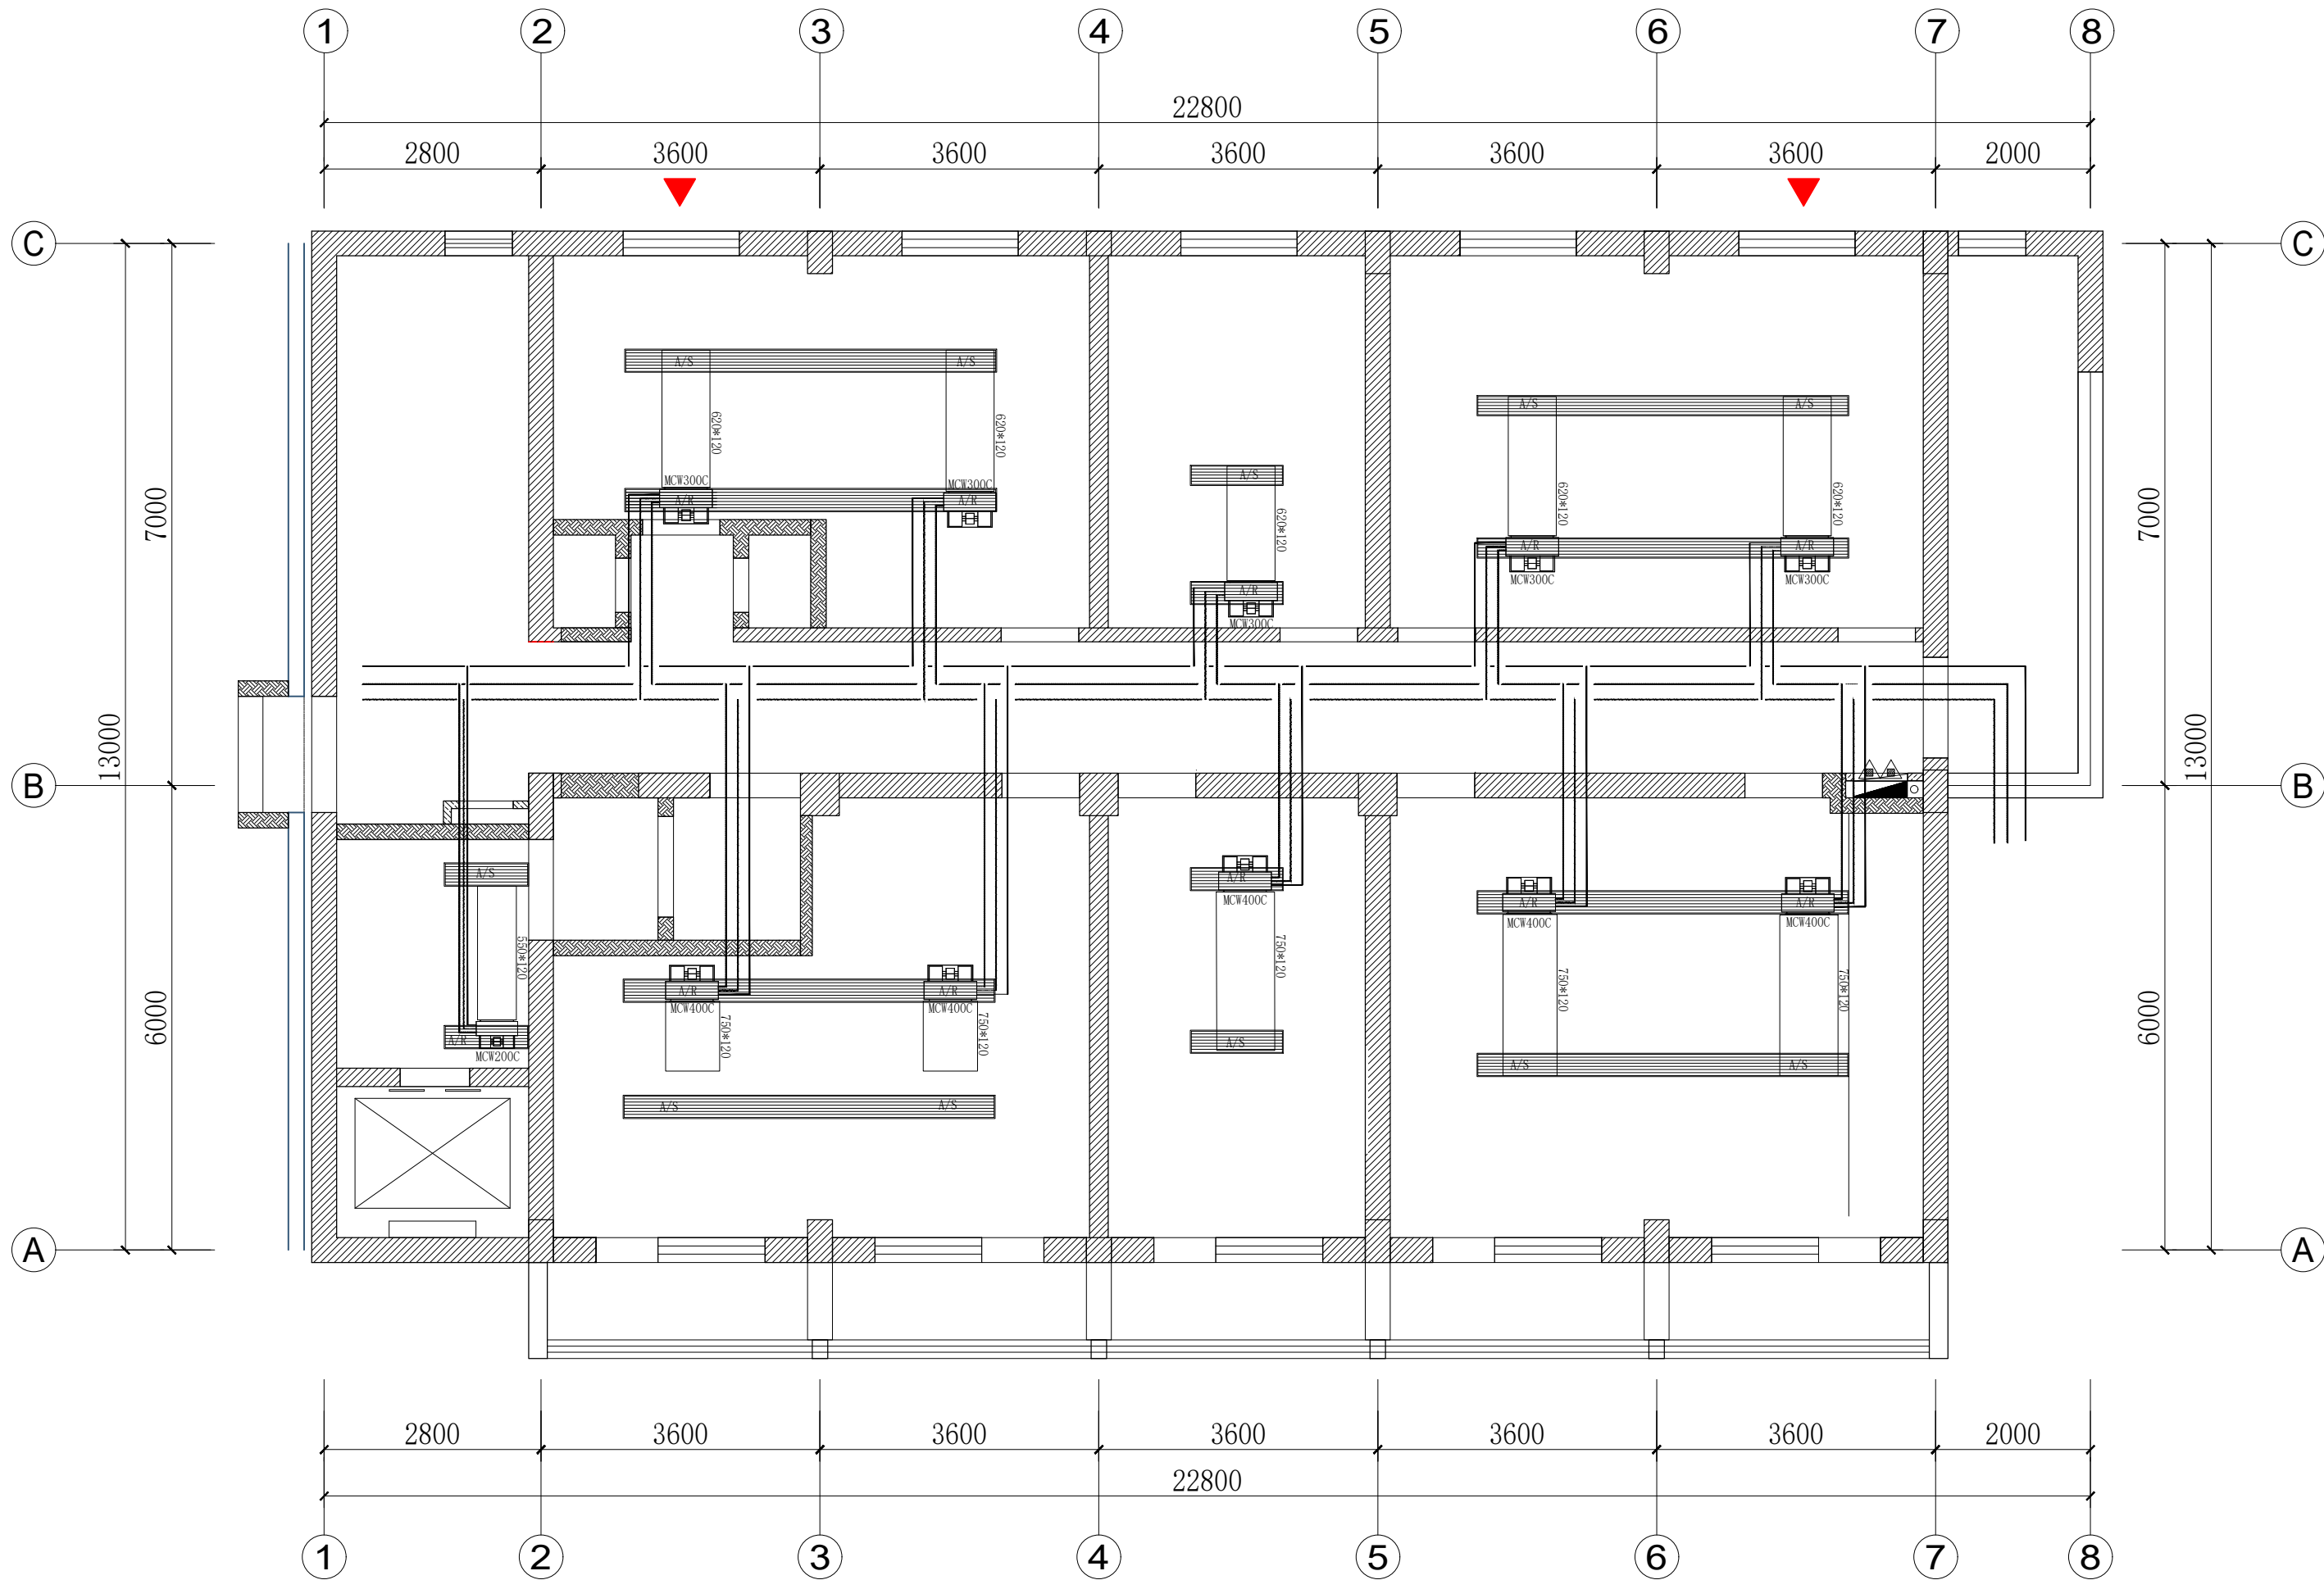 1 2 3 4 5 6 7 8
22800
2800 3600 3600 3600 3600 3600 2000
C C
A/S A/S
A/S A/S
620*120 620*120
620*120 620*120
A/S
MCW300C MCW300C
A/R A/R
620*120
7000 7000
A/R A/R
MCW300C MCW300C
A/R
MCW300C
13000 13000
B B
A/S
A/R
MCW400C
A/R A/R
MCW400C MCW400C
550*120
750*120
750*120 750*120
A/R A/R
MCW400C MCW400C
6000 6000
750*120 750*120
A/R
MCW200C
A/S
A/S A/S
A/S A/S
A A
2800 3600 3600 3600 3600 3600 2000
22800
1 2 3 4 5 6 7 8